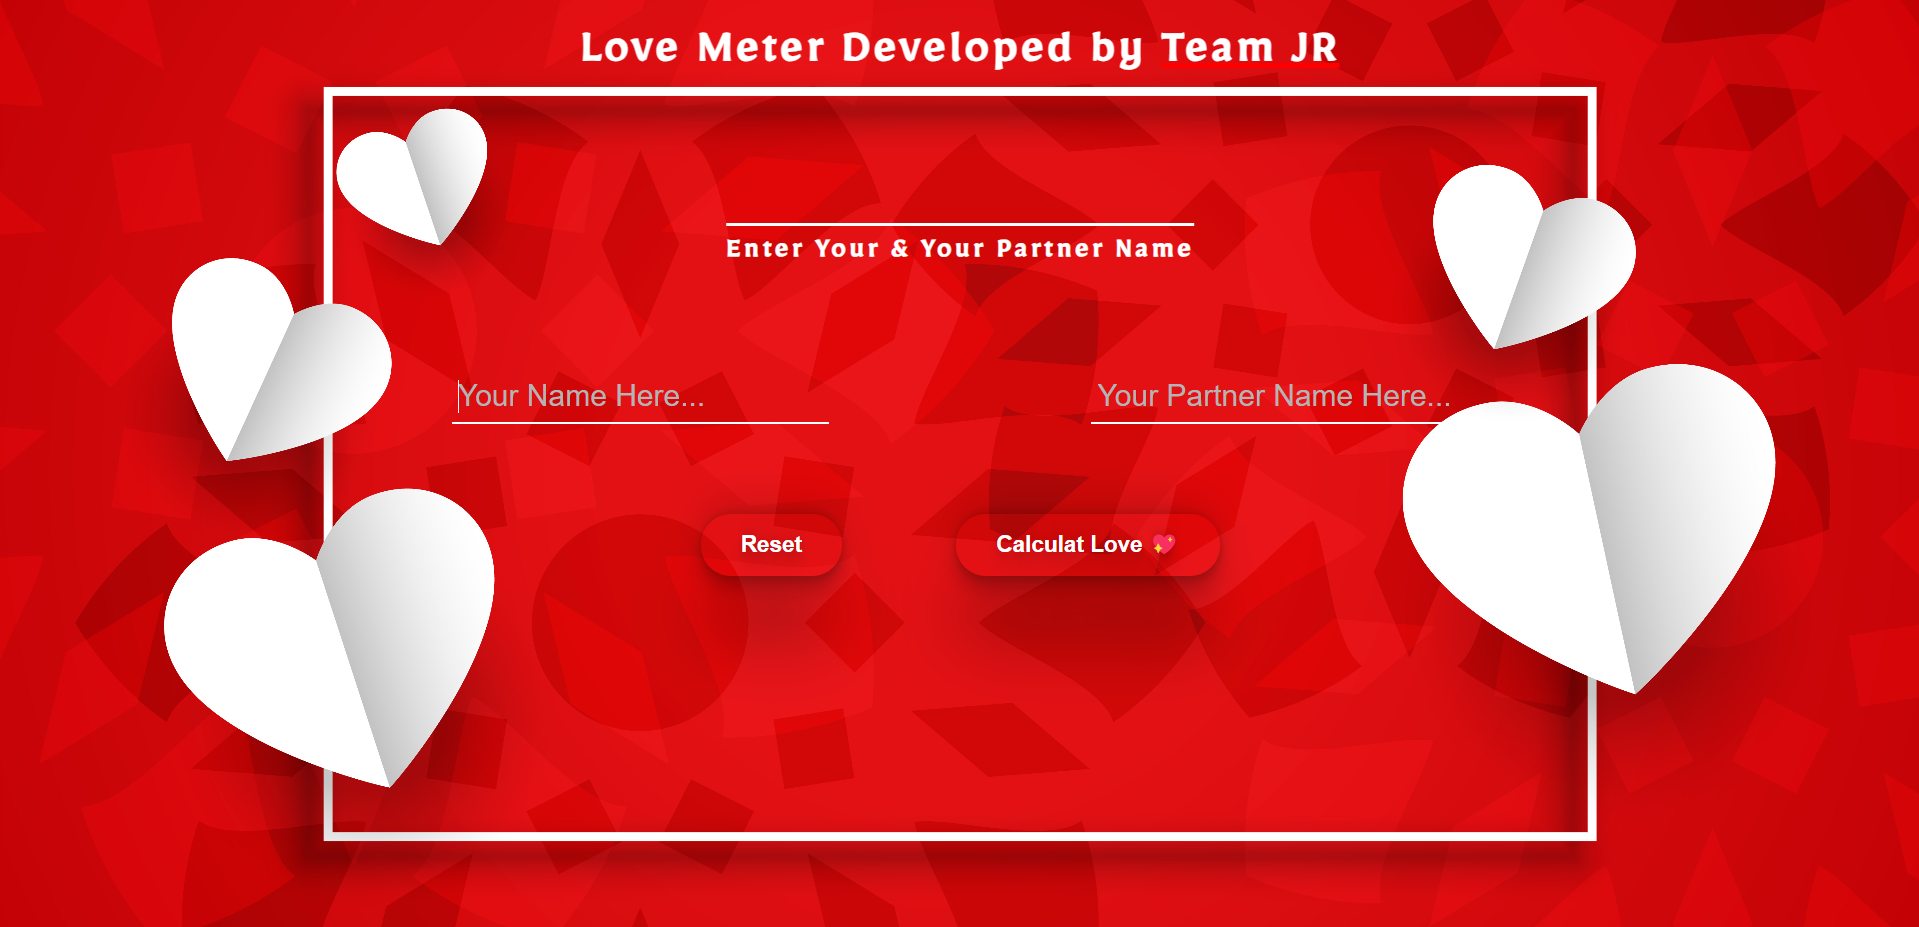 Love Meter Developed by Team JR
Enter Your & Your Partner Name
Your Name Here...
Your Partner Name Here...
Reset
Calculat Love 💖